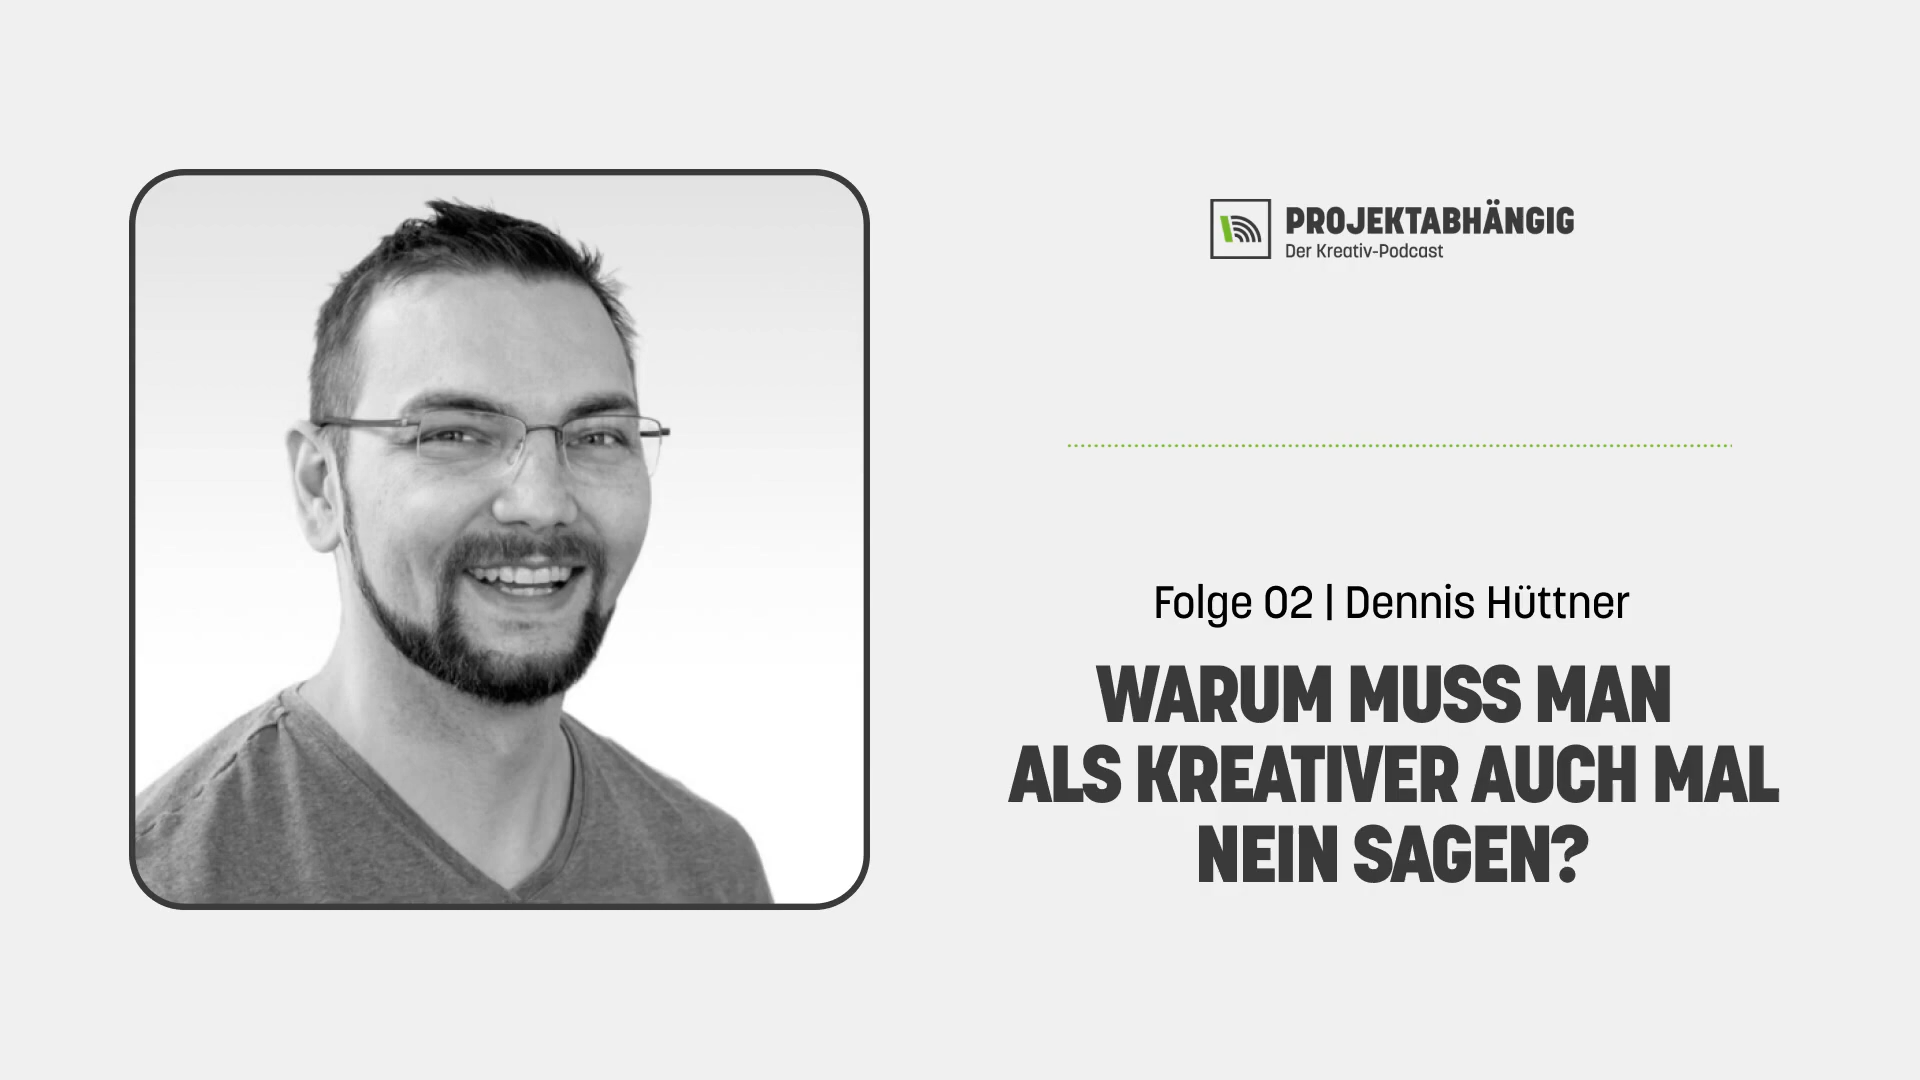 PROJEKTABHÄNGIG
Der Kreativ-Podcast
Folge 02 | Dennis Hüttner
WARUM MUSS MAN
ALS KREATIVER AUCH MAL
NEIN SAGEN?